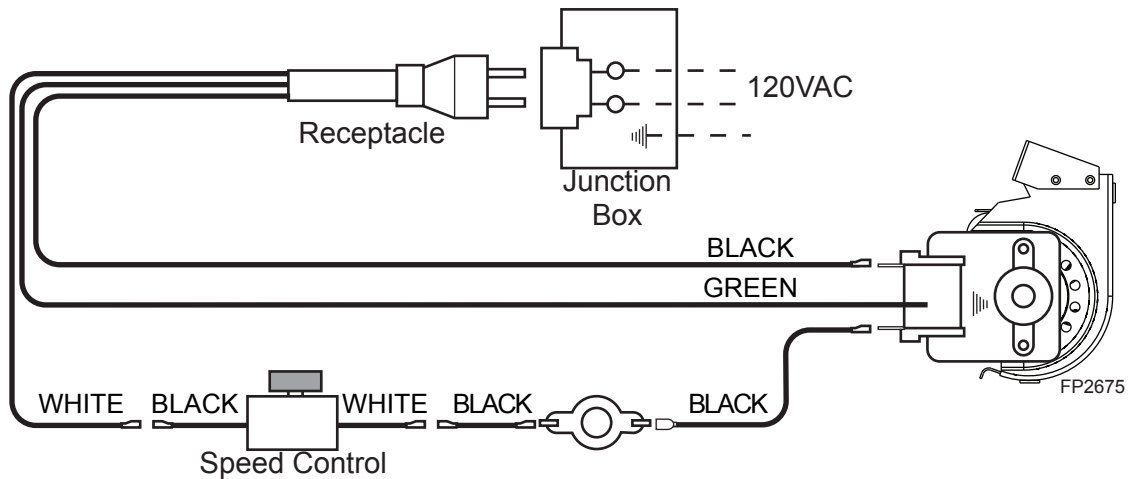 120VAC
Receptacle
Junction
Box
BLACK
GREEN
FP2675
WHITE BLACK WHITE BLACK BLACK
Speed Control